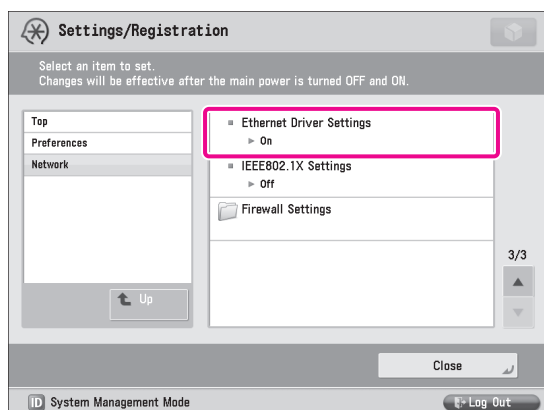 Settings/Registration
Select an item to set.
Changes will be effective after the main power is turned OFF and ON.
Top
Preferences
Network
Up
Ethernet Driver Settings
On
IEEE802.1X Settings
Off
Firewall Settings
3/3
Close
ID System Management Mode
Log Out